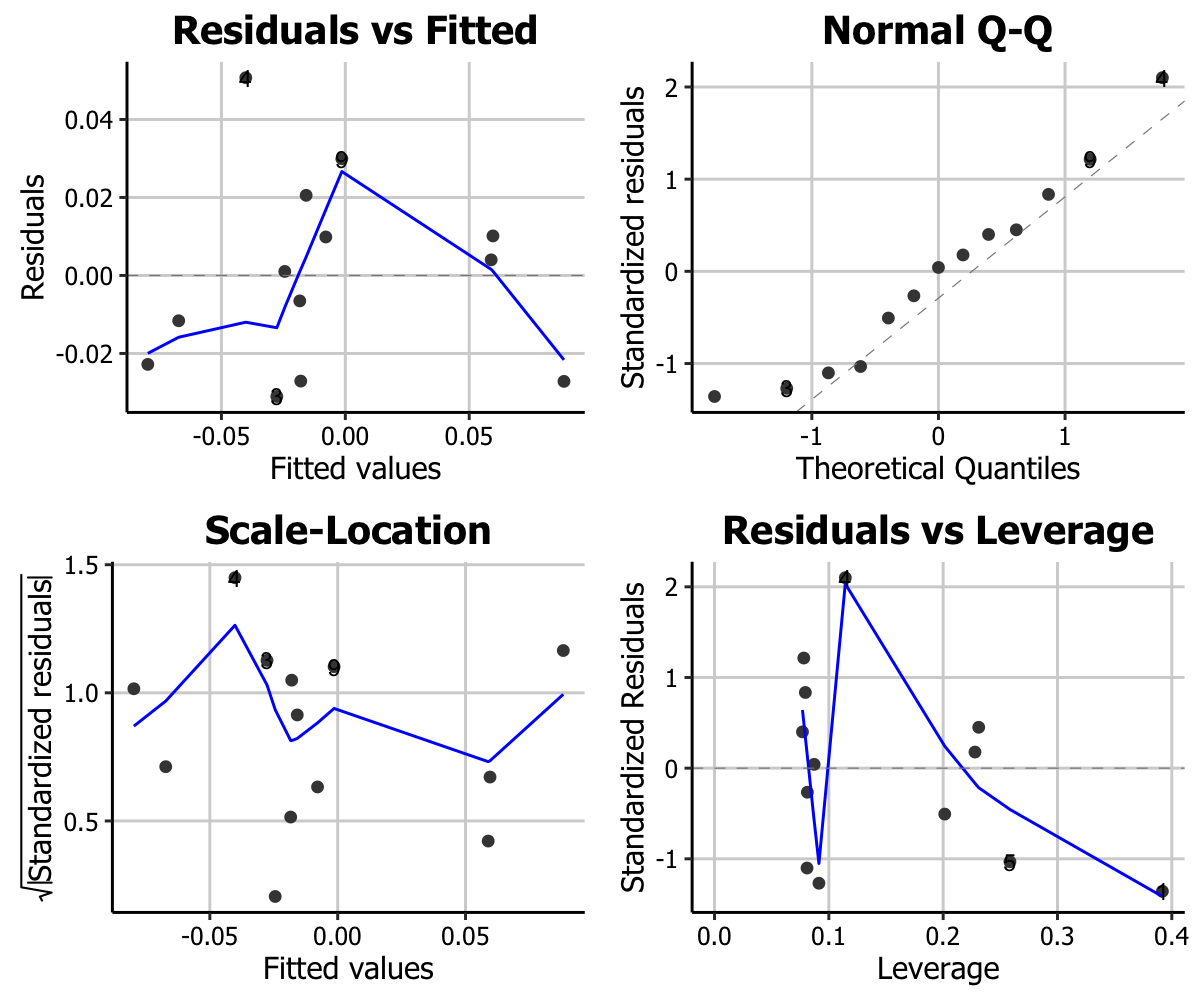 Residuals vs Fitted
Residuals
0.04
0.02
0.00
-0.02
4
-0.05
0.00
0.05
Fitted values
Normal Q-Q
Standardized residuals
2
1
0
-1
4
-1
0
1
Theoretical Quantiles
Scale-Location
√|Standardized residuals|
1.5
1.0
0.5
4
-0.05
0.00
0.05
Fitted values
Residuals vs Leverage
Standardized Residuals
2
1
0
-1
4
0.0
0.1
0.2
0.3
0.4
Leverage